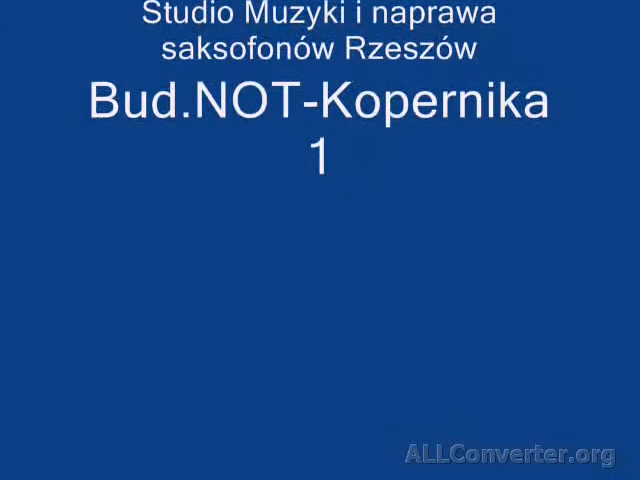 Studio Muzyki i naprawa
saksofonów Rzeszów
Bud.NOT-Kopernika
1
ALLConverter.org